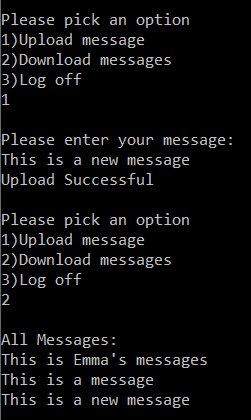 Please pick an option
1)Upload message
2)Download messages
3)Log off
1
Please enter your message:
This is a new message
Upload Successful
Please pick an option
1)Upload message
2)Download messages
3)Log off
2
All Messages:
This is Emma's messages
This is a message
This is a new message